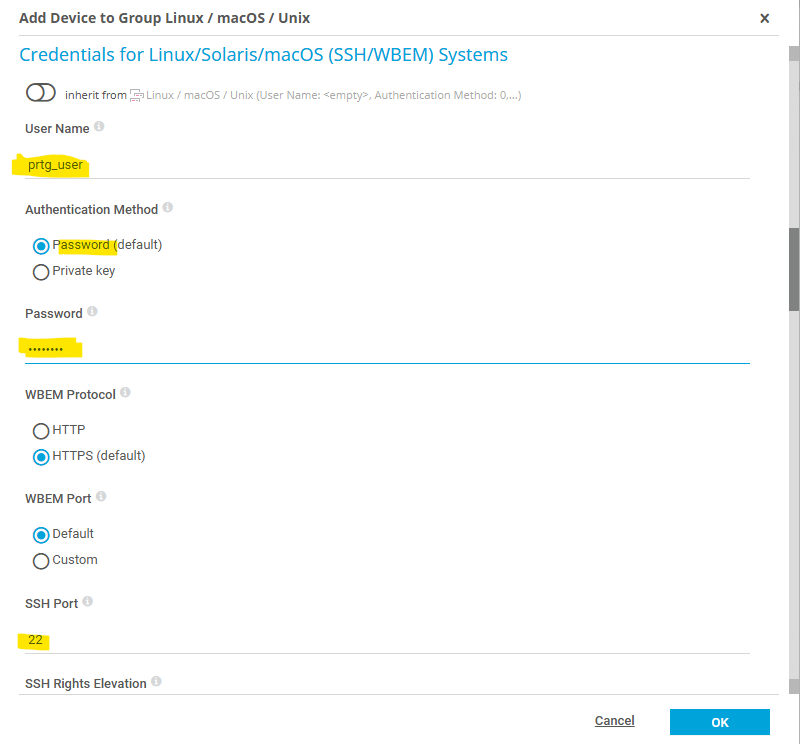 Add Device to Group Linux / macOS / Unix
Credentials for Linux/Solaris/macOS (SSH/WBEM) Systems
inherit from Linux / macOS / Unix (User Name: <empty>, Authentication Method: 0,...)
User Name
prtg_user
Authentication Method
Password (default)
Private key
Password
••••••••
WBEM Protocol
HTTP
HTTPS (default)
WBEM Port
Default
Custom
SSH Port
22
SSH Rights Elevation
Cancel OK